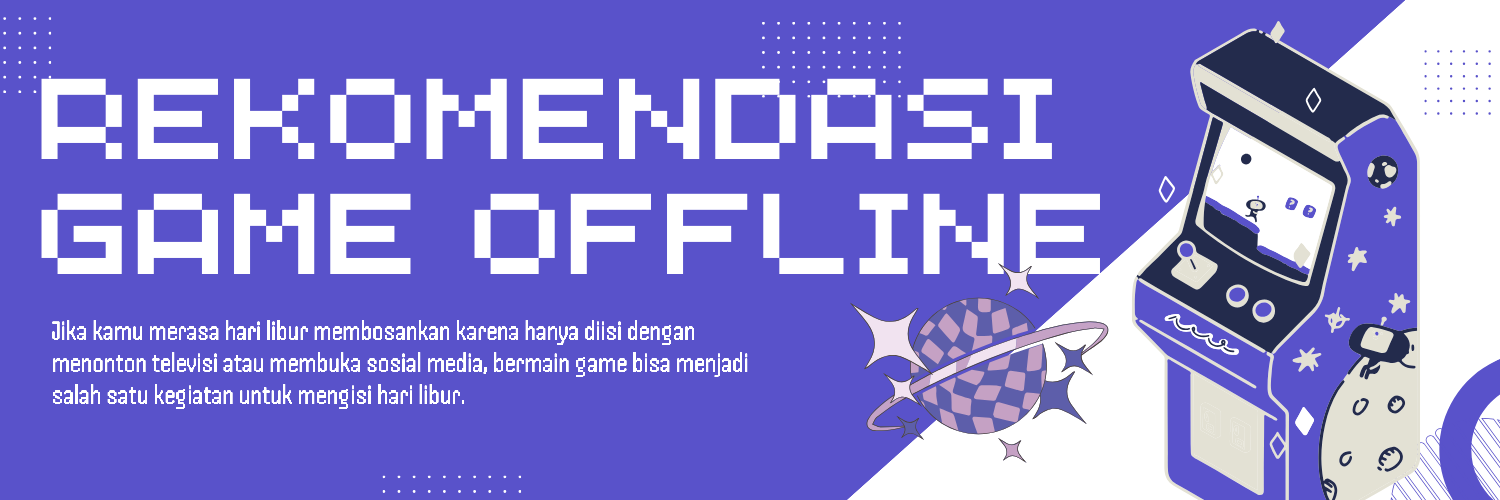 REKOMENDASI
GAME OFFLINE
Jika kamu merasa hari libur membosankan karena hanya diisi dengan
menonton televisi atau membuka sosial media, bermain game bisa menjadi
salah satu kegiatan untuk mengisi hari libur.
? ?